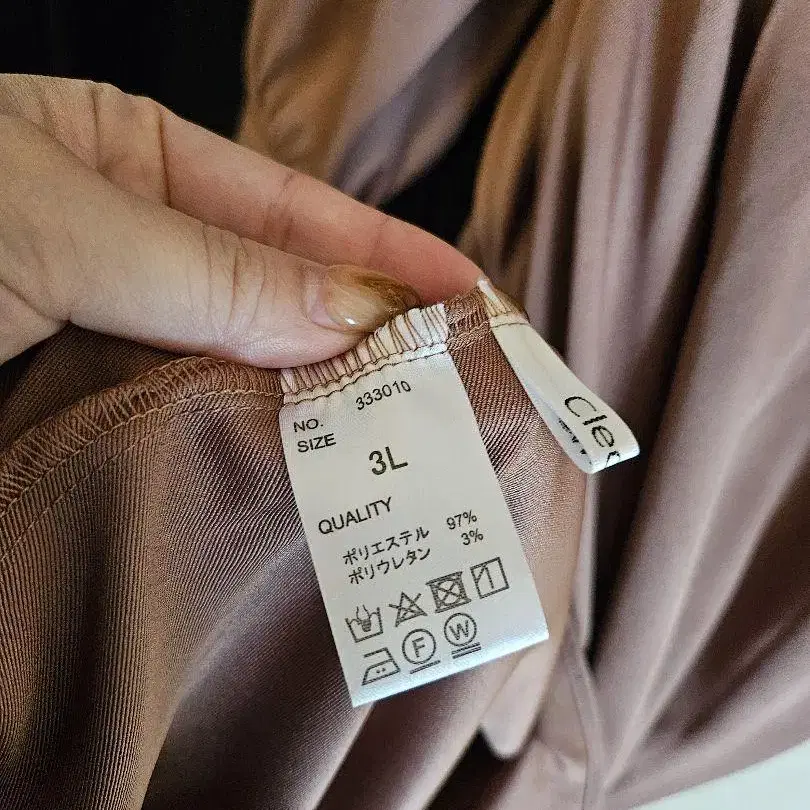 NO. 333010
SIZE
3L
QUALITY
ポリエステル 97%
ポリウレタン 3%
F W